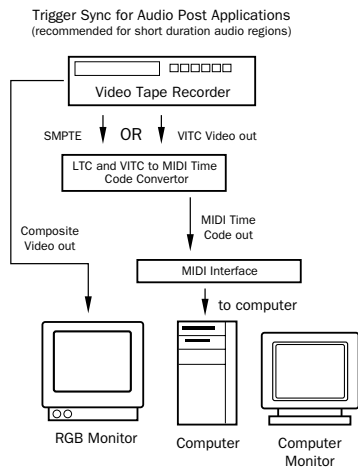 Trigger Sync for Audio Post Applications
(recommended for short duration audio regions)
Video Tape Recorder
SMPTE OR VITC Video out
LTC and VITC to MIDI Time
Code Convertor
Composite
Video out
MIDI Time
Code out
MIDI Interface
to computer
RGB Monitor
Computer
Computer
Monitor